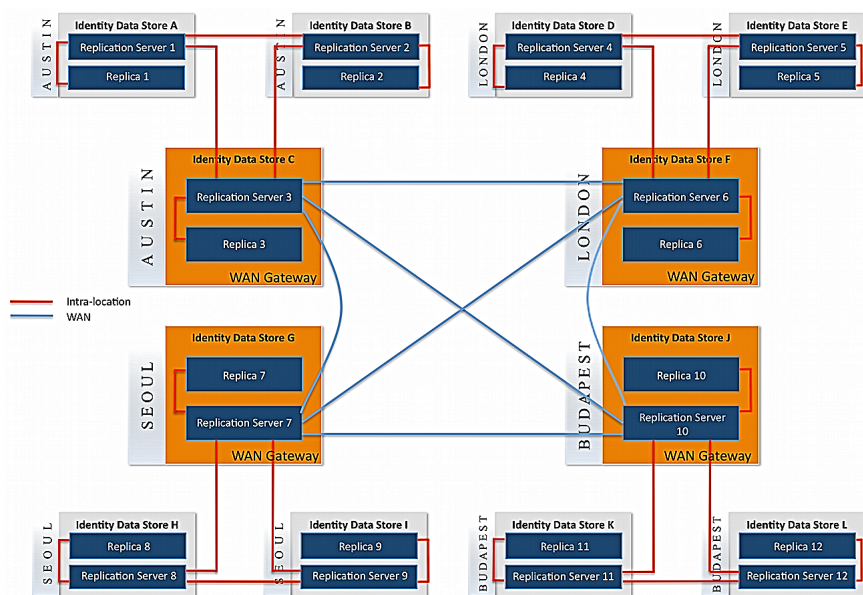 Identity Data Store A
AUSTIN
Replication Server 1
Replica 1
Identity Data Store B
AUSTIN
Replication Server 2
Replica 2
Identity Data Store D
LONDON
Replication Server 4
Replica 4
Identity Data Store E
LONDON
Replication Server 5
Replica 5
Identity Data Store C
AUSTIN
Replication Server 3
Replica 3
WAN Gateway
Identity Data Store F
LONDON
Replication Server 6
Replica 6
WAN Gateway
Intra-location
WAN
Identity Data Store G
SEOUL
Replica 7
Replication Server 7
WAN Gateway
Identity Data Store J
BUDAPEST
Replica 10
Replication Server
10
WAN Gateway
Identity Data Store H
SEOUL
Replica 8
Replication Server 8
Identity Data Store I
SEOUL
Replica 9
Replication Server 9
Identity Data Store K
BUDAPEST
Replica 11
Replication Server 11
Identity Data Store L
BUDAPEST
Replica 12
Replication Server 12